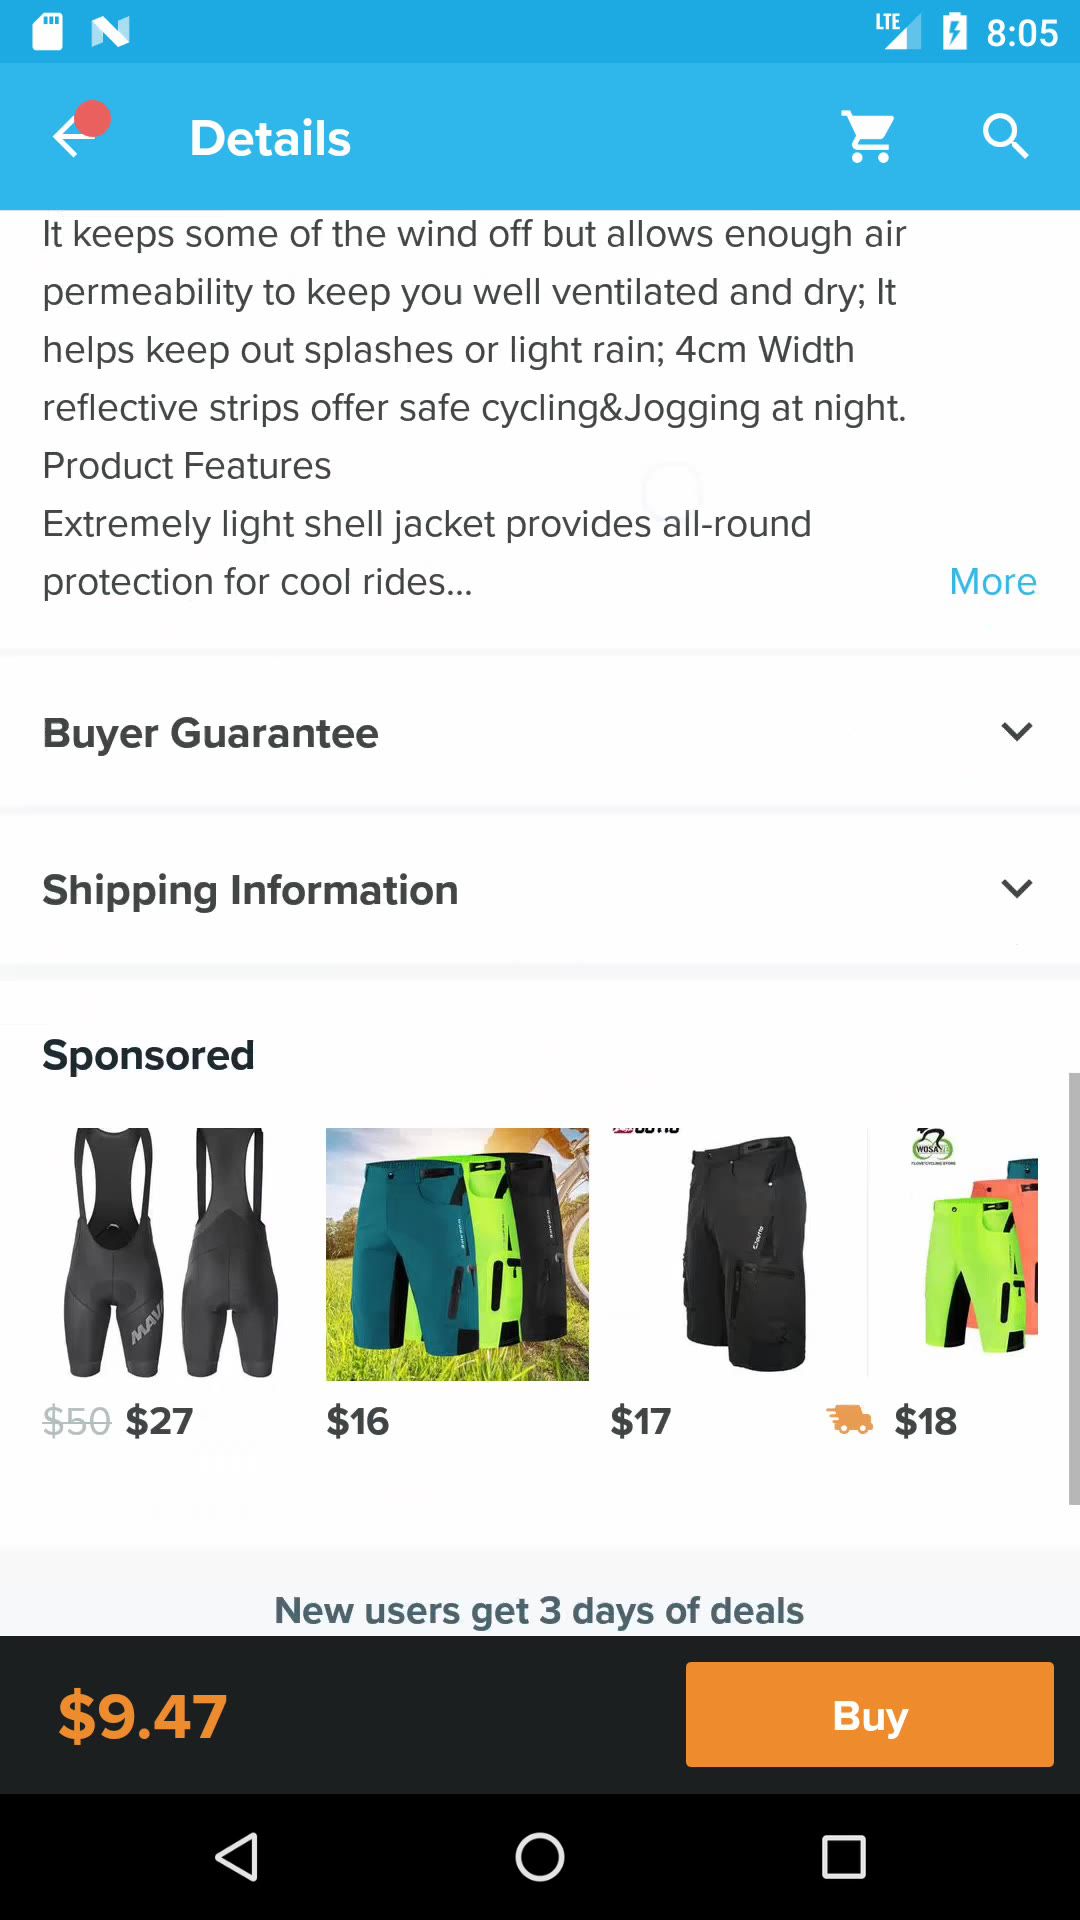 LTE 8:05
Details
It keeps some of the wind off but allows enough air
permeability to keep you well ventilated and dry; It
helps keep out splashes or light rain; 4cm Width
reflective strips offer safe cycling&Jogging at night.
Product Features
Extremely light shell jacket provides all-round
protection for cool rides...
More
Buyer Guarantee
Shipping Information
Sponsored
MAV
WOSA
$50 $27
$16
$17
$18
New users get 3 days of deals
$9.47
Buy